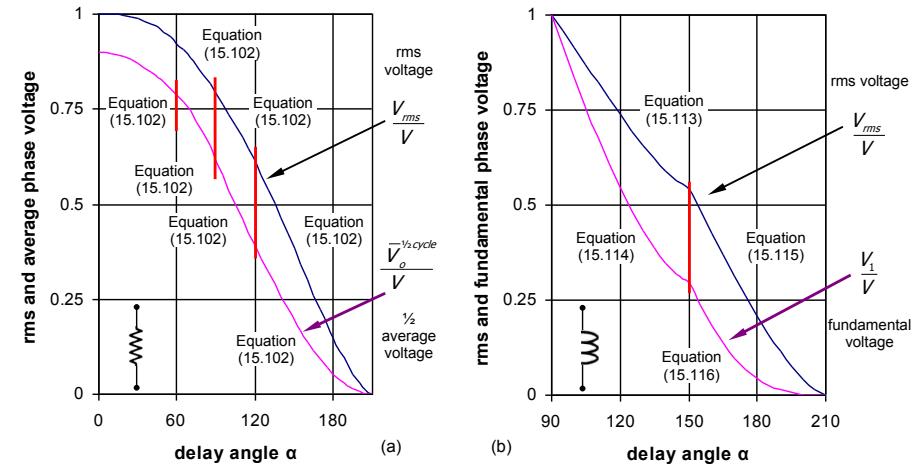 rms and average phase voltage
1
0.75
0.5
0.25
0
0
60
120
180
delay angle α
(a)
Equation
(15.102)
Equation
(15.102)
Equation
(15.102)
Equation
(15.102)
Equation
(15.102)
Equation
(15.102)
Equation
(15.102)
rms
voltage
V_rms
V
V̅_o^½ cycle
V
½
average
voltage
rms and fundamental phase voltage
1
0.75
0.5
0.25
0
90
120
150
180
210
delay angle α
(b)
Equation
(15.113)
Equation
(15.114)
Equation
(15.115)
Equation
(15.116)
rms voltage
V_rms
V
V_1
V
fundamental
voltage